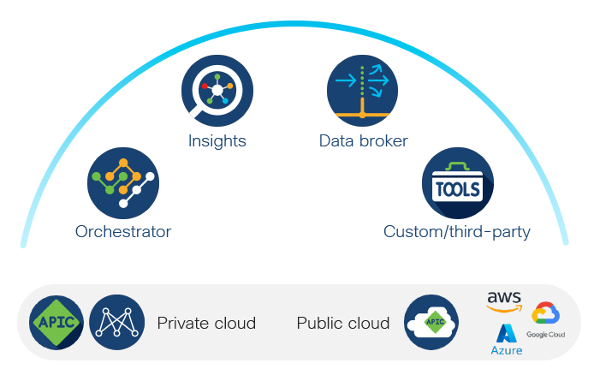 Insights
Data broker
TOOLS
Orchestrator
Custom/third-party
APIC
Private cloud
Public cloud
APIC
aws
Google Cloud
Azure